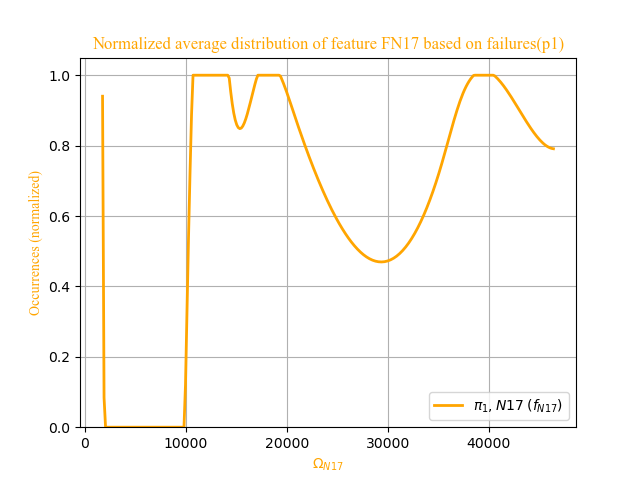 Normalized average distribution of feature FN17 based on failures(p1)
Occurrences (normalized)
1.0
0.8
0.6
0.4
0.2
0.0
0 10000 20000 30000 40000
π₁, N17 (f_N17)
Ω_N17